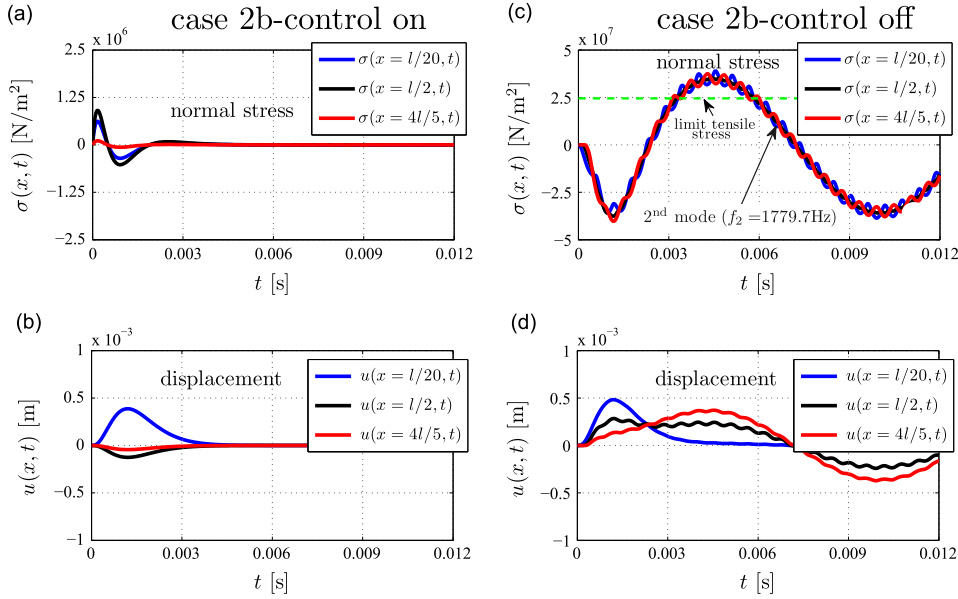 (a)
case 2b-control on
x 10⁶
2.5
1.25
0
−1.25
−2.5
σ(x, t) [N/m²]
normal stress
σ(x = l/20, t)
σ(x = l/2, t)
σ(x = 4l/5, t)
0 0.003 0.006 0.009 0.012
t [s]
(c)
case 2b-control off
x 10⁷
5
2.5
0
−2.5
−5
σ(x, t) [N/m²]
normal stress
σ(x = l/20, t)
σ(x = l/2, t)
σ(x = 4l/5, t)
limit tensile
stress
2ⁿᵈ mode (f₂ =1779.7Hz)
0 0.003 0.006 0.009 0.012
t [s]
(b)
x 10⁻³
1
0.5
0
−0.5
−1
u(x, t) [m]
displacement
u(x = l/20, t)
u(x = l/2, t)
u(x = 4l/5, t)
0 0.003 0.006 0.009 0.012
t [s]
(d)
x 10⁻³
1
0.5
0
−0.5
−1
u(x, t) [m]
displacement
u(x = l/20, t)
u(x = l/2, t)
u(x = 4l/5, t)
0 0.003 0.006 0.009 0.012
t [s]